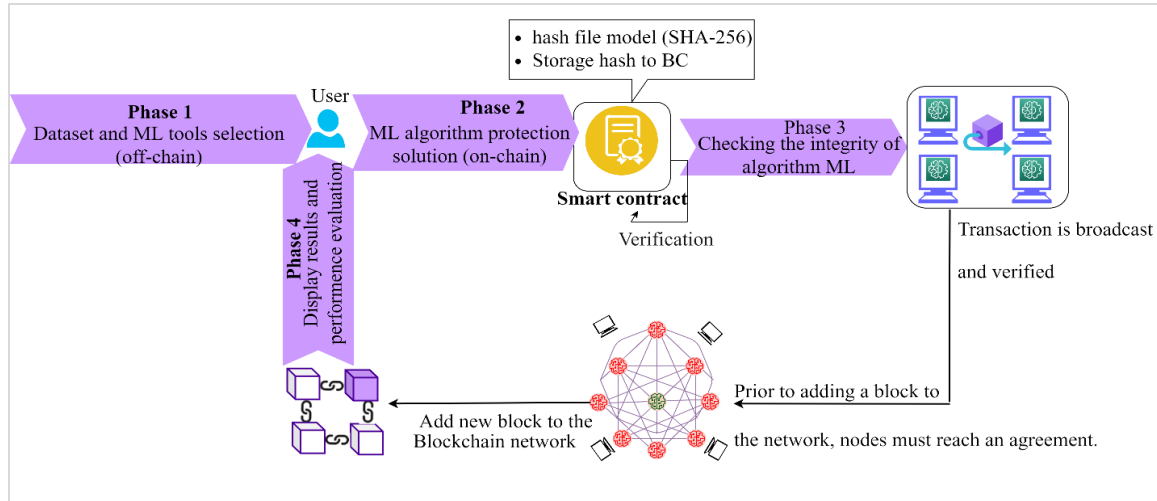 hash file model (SHA-256)
Storage hash to BC
Phase 1
Dataset and ML tools selection
(off-chain)
User
Phase 2
ML algorithm protection
solution (on-chain)
Smart contract
Verification
Phase 3
Checking the integrity of
algorithm ML
Transaction is broadcast
and verified
Prior to adding a block to
the network, nodes must reach an agreement.
Add new block to the
Blockchain network
Phase 4
Display results and
performence evaluation